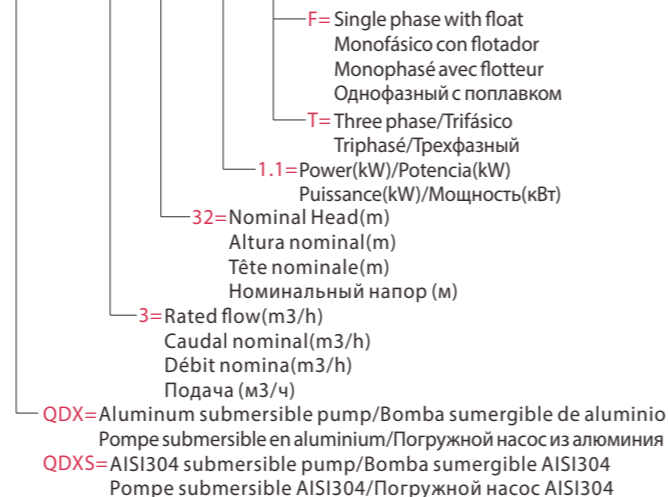 F= Single phase with float
Monofásico con flotador
Monophasé avec flotteur
Однофазный с поплавком
T= Three phase/Trifásico
Triphasé/Трехфазный
1.1=Power(kW)/Potencia(kW)
Puissance(kW)/Мощность(кВт)
32=Nominal Head(m)
Altura nominal(m)
Tête nominale(m)
Номинальный напор (м)
3=Rated flow(m3/h)
Caudal nominal(m3/h)
Débit nomina(m3/h)
Подача (м3/ч)
QDX=Aluminum submersible pump/Bomba sumergible de aluminio
Pompe submersible en aluminium/Погружной насос из алюминия
QDXS=AISI304 submersible pump/Bomba sumergible AISI304
Pompe submersible AISI304/Погружной насос AISI304